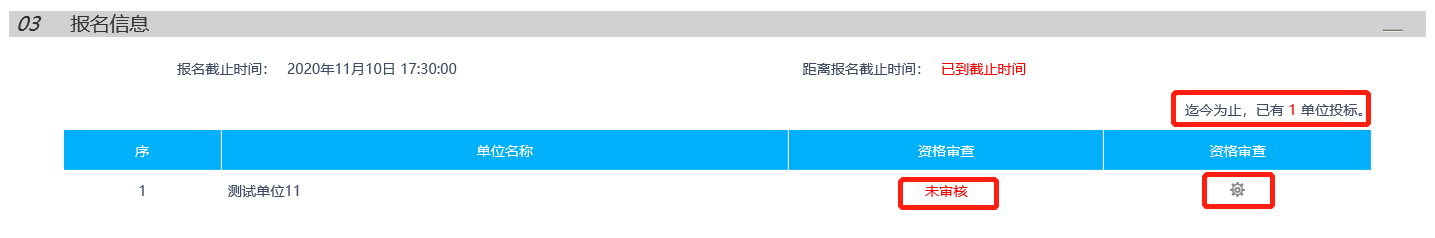 03 报名信息
报名截止时间： 2020年11月10日 17:30:00 距离报名截止时间： 已到截止时间
迄今为止，已有 1 单位投标。
序 单位名称 资格审查 资格审查
1 测试单位11 未审核